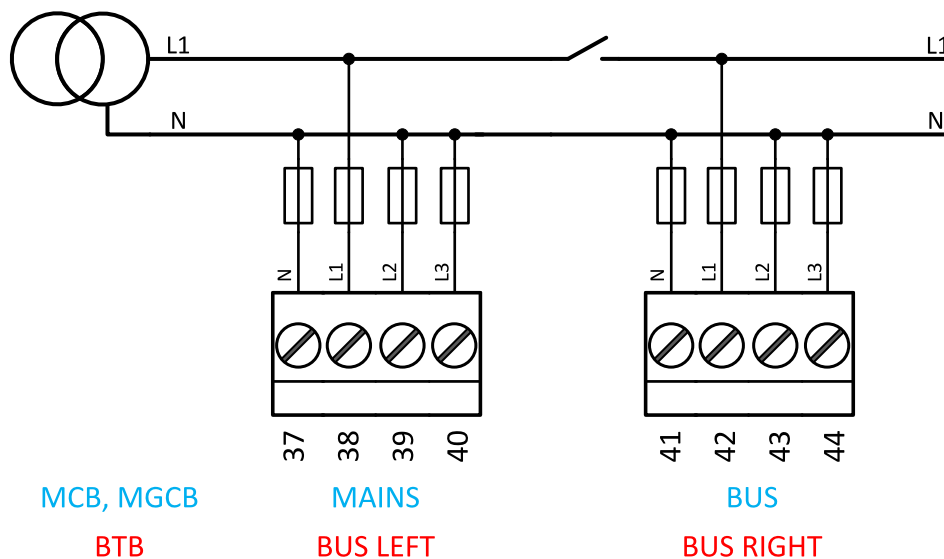 L1 L1
N N
N L1 L2 L3 N L1 L2 L3
37 38 39 40 41 42 43 44
MCB, MGCB MAINS BUS
BTB BUS LEFT BUS RIGHT